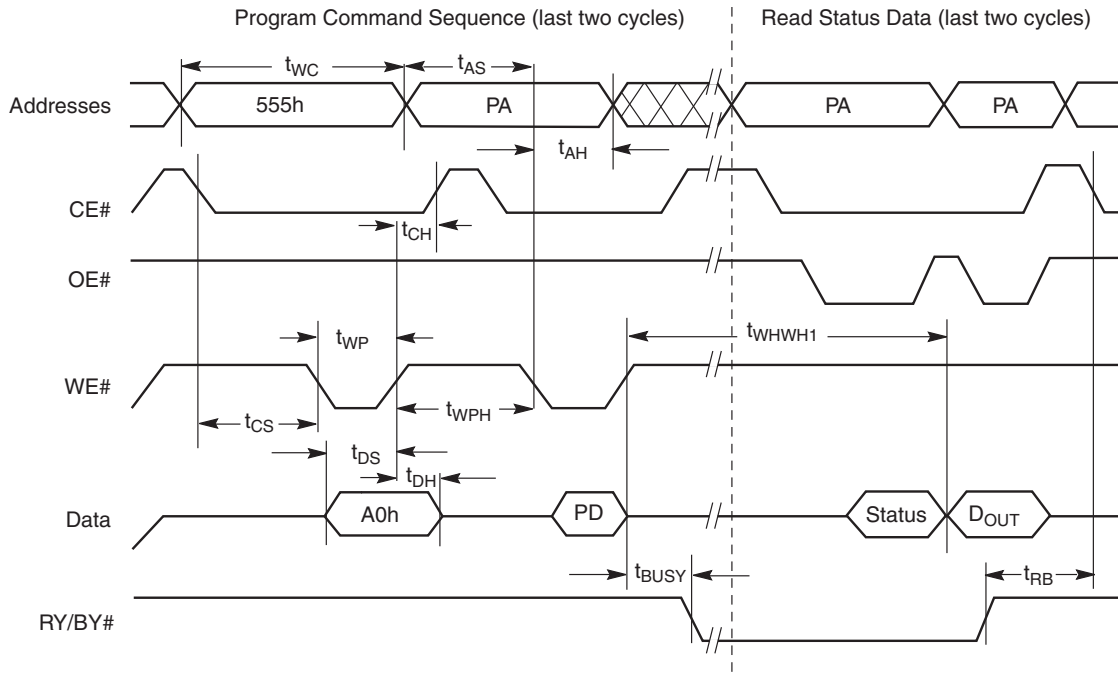 Program Command Sequence (last two cycles)
Read Status Data (last two cycles)
tWC
tAS
Addresses
555h
PA
PA
PA
tAH
CE#
tCH
OE#
tWHWH1
tWP
WE#
tCS
tWPH
tDS
tDH
Data
A0h
PD
Status
DOUT
tBUSY
tRB
RY/BY#